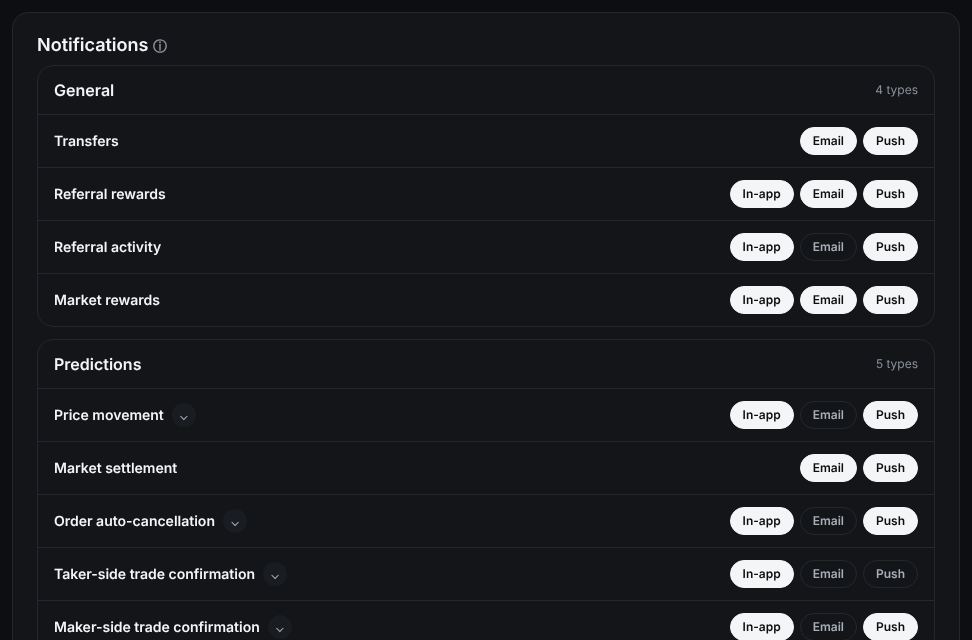 Notifications
General 4 types
Transfers Email Push
Referral rewards In-app Email Push
Referral activity In-app Email Push
Market rewards In-app Email Push
Predictions 5 types
Price movement In-app Email Push
Market settlement Email Push
Order auto-cancellation In-app Email Push
Taker-side trade confirmation In-app Email Push
Maker-side trade confirmation In-app Email Push